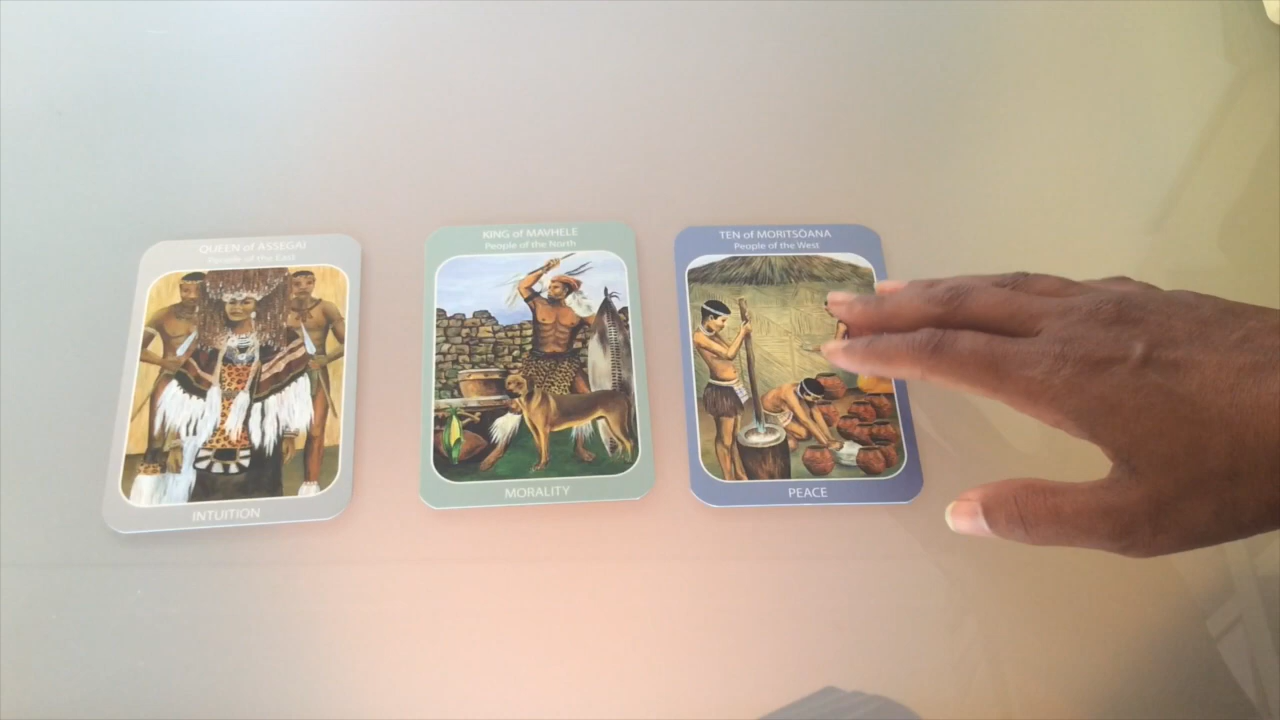 QUEEN of ASSEGAI
People of the East
INTUITION
KING of MAVHELE
People of the North
MORALITY
TEN of MORITSŎANA
People of the West
PEACE